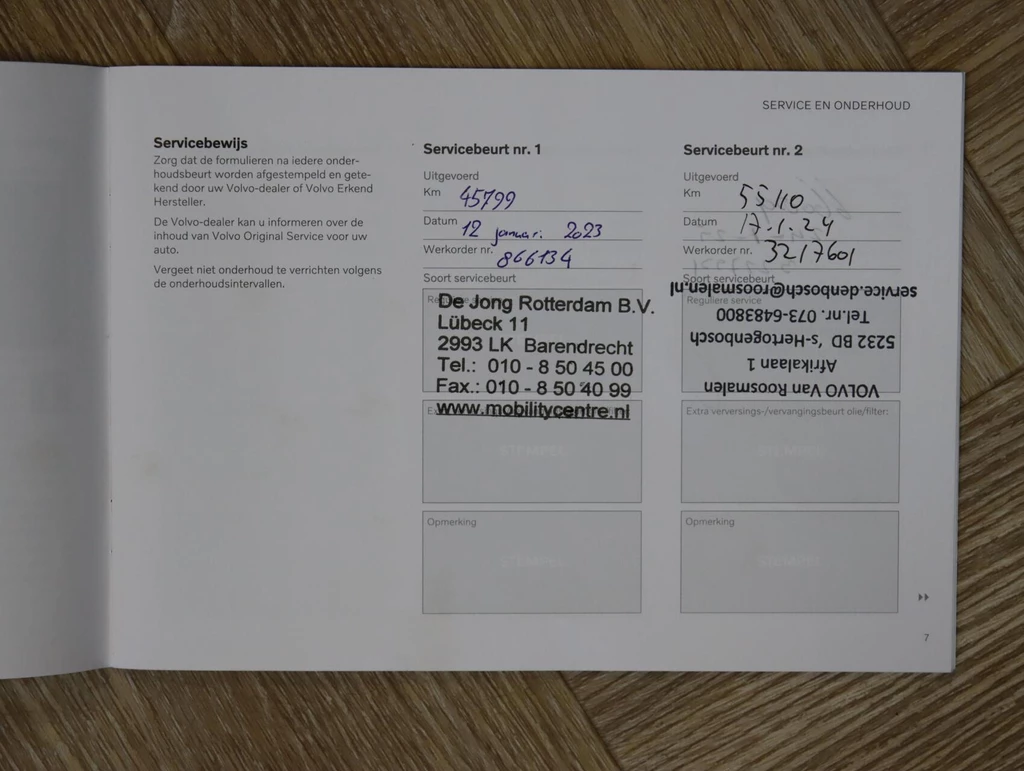 SERVICE EN ONDERHOUD
Servicebewijs
Zorg dat de formulieren na iedere onder-
houdsbeurt worden afgestempeld en gete-
kend door uw Volvo-dealer of Volvo Erkend
Hersteller.
De Volvo-dealer kan u informeren over de
inhoud van Volvo Original Service voor uw
auto.
Vergeet niet onderhoud te verrichten volgens
de onderhoudsintervallen.
Servicebeurt nr. 1
Uitgevoerd
Km 45799
Datum 12 januari 2023
Werkorder nr. 866134
Soort servicebeurt
De Jong Rotterdam B.V.
Lübeck 11
2993 LK Barendrecht
Tel.: 010 - 8 50 45 00
Fax.: 010 - 8 50 40 99
www.mobilitycentre.nl
STEMPEL
Opmerking
STEMPEL
Servicebeurt nr. 2
Uitgevoerd
Km 55110
Datum 17-1-24
Werkorder nr. 3217601
Soort servicebeurt
Reguliere service
VOLVO Van Roosmalen
Afrikalaan 1
5232 BD 's-Hertogenbosch
Tel.nr. 073-6483800
service.denbosch@roosmalen.nl
Extra verversings-/vervangingsbeurt olie/filter:
STEMPEL
Opmerking
STEMPEL
7